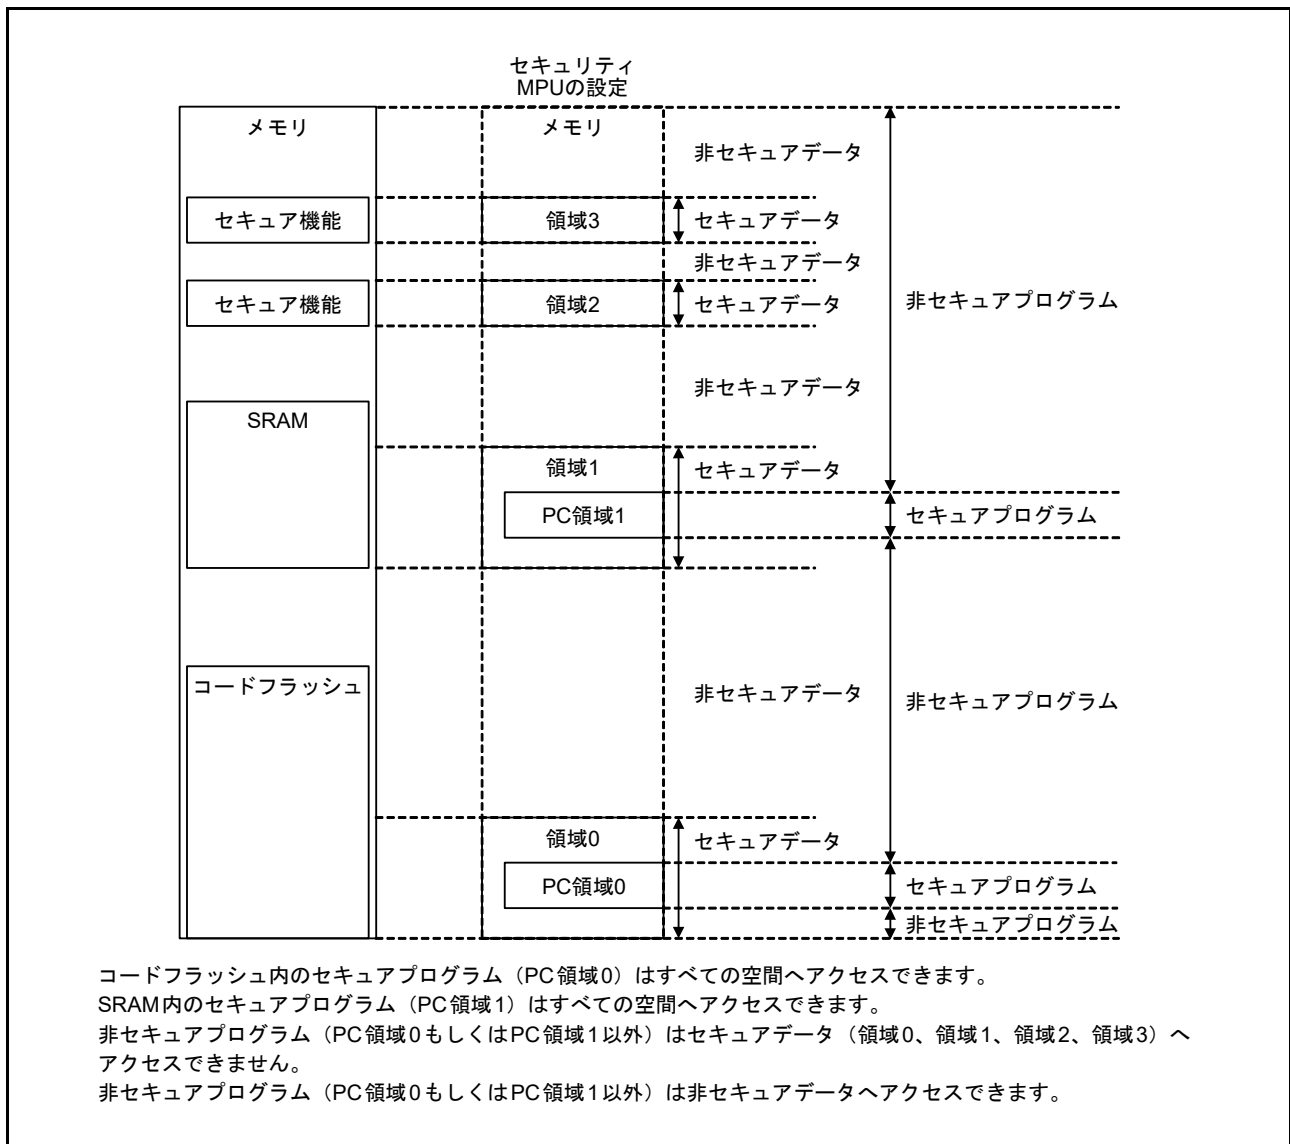 セキュリティ
MPUの設定
メモリ
メモリ
非セキュアデータ
セキュア機能
領域3
セキュアデータ
非セキュアデータ
セキュア機能
領域2
セキュアデータ
非セキュアプログラム
非セキュアデータ
SRAM
領域1
セキュアデータ
PC領域1
セキュアプログラム
コードフラッシュ
非セキュアデータ
非セキュアプログラム
領域0
セキュアデータ
PC領域0
セキュアプログラム
非セキュアプログラム
コードフラッシュ内のセキュアプログラム（PC領域0）はすべての空間へアクセスできます。
SRAM内のセキュアプログラム（PC領域1）はすべての空間へアクセスできます。
非セキュアプログラム（PC領域0もしくはPC領域1以外）はセキュアデータ（領域0、領域1、領域2、領域3）へ
アクセスできません。
非セキュアプログラム（PC領域0もしくはPC領域1以外）は非セキュアデータへアクセスできます。